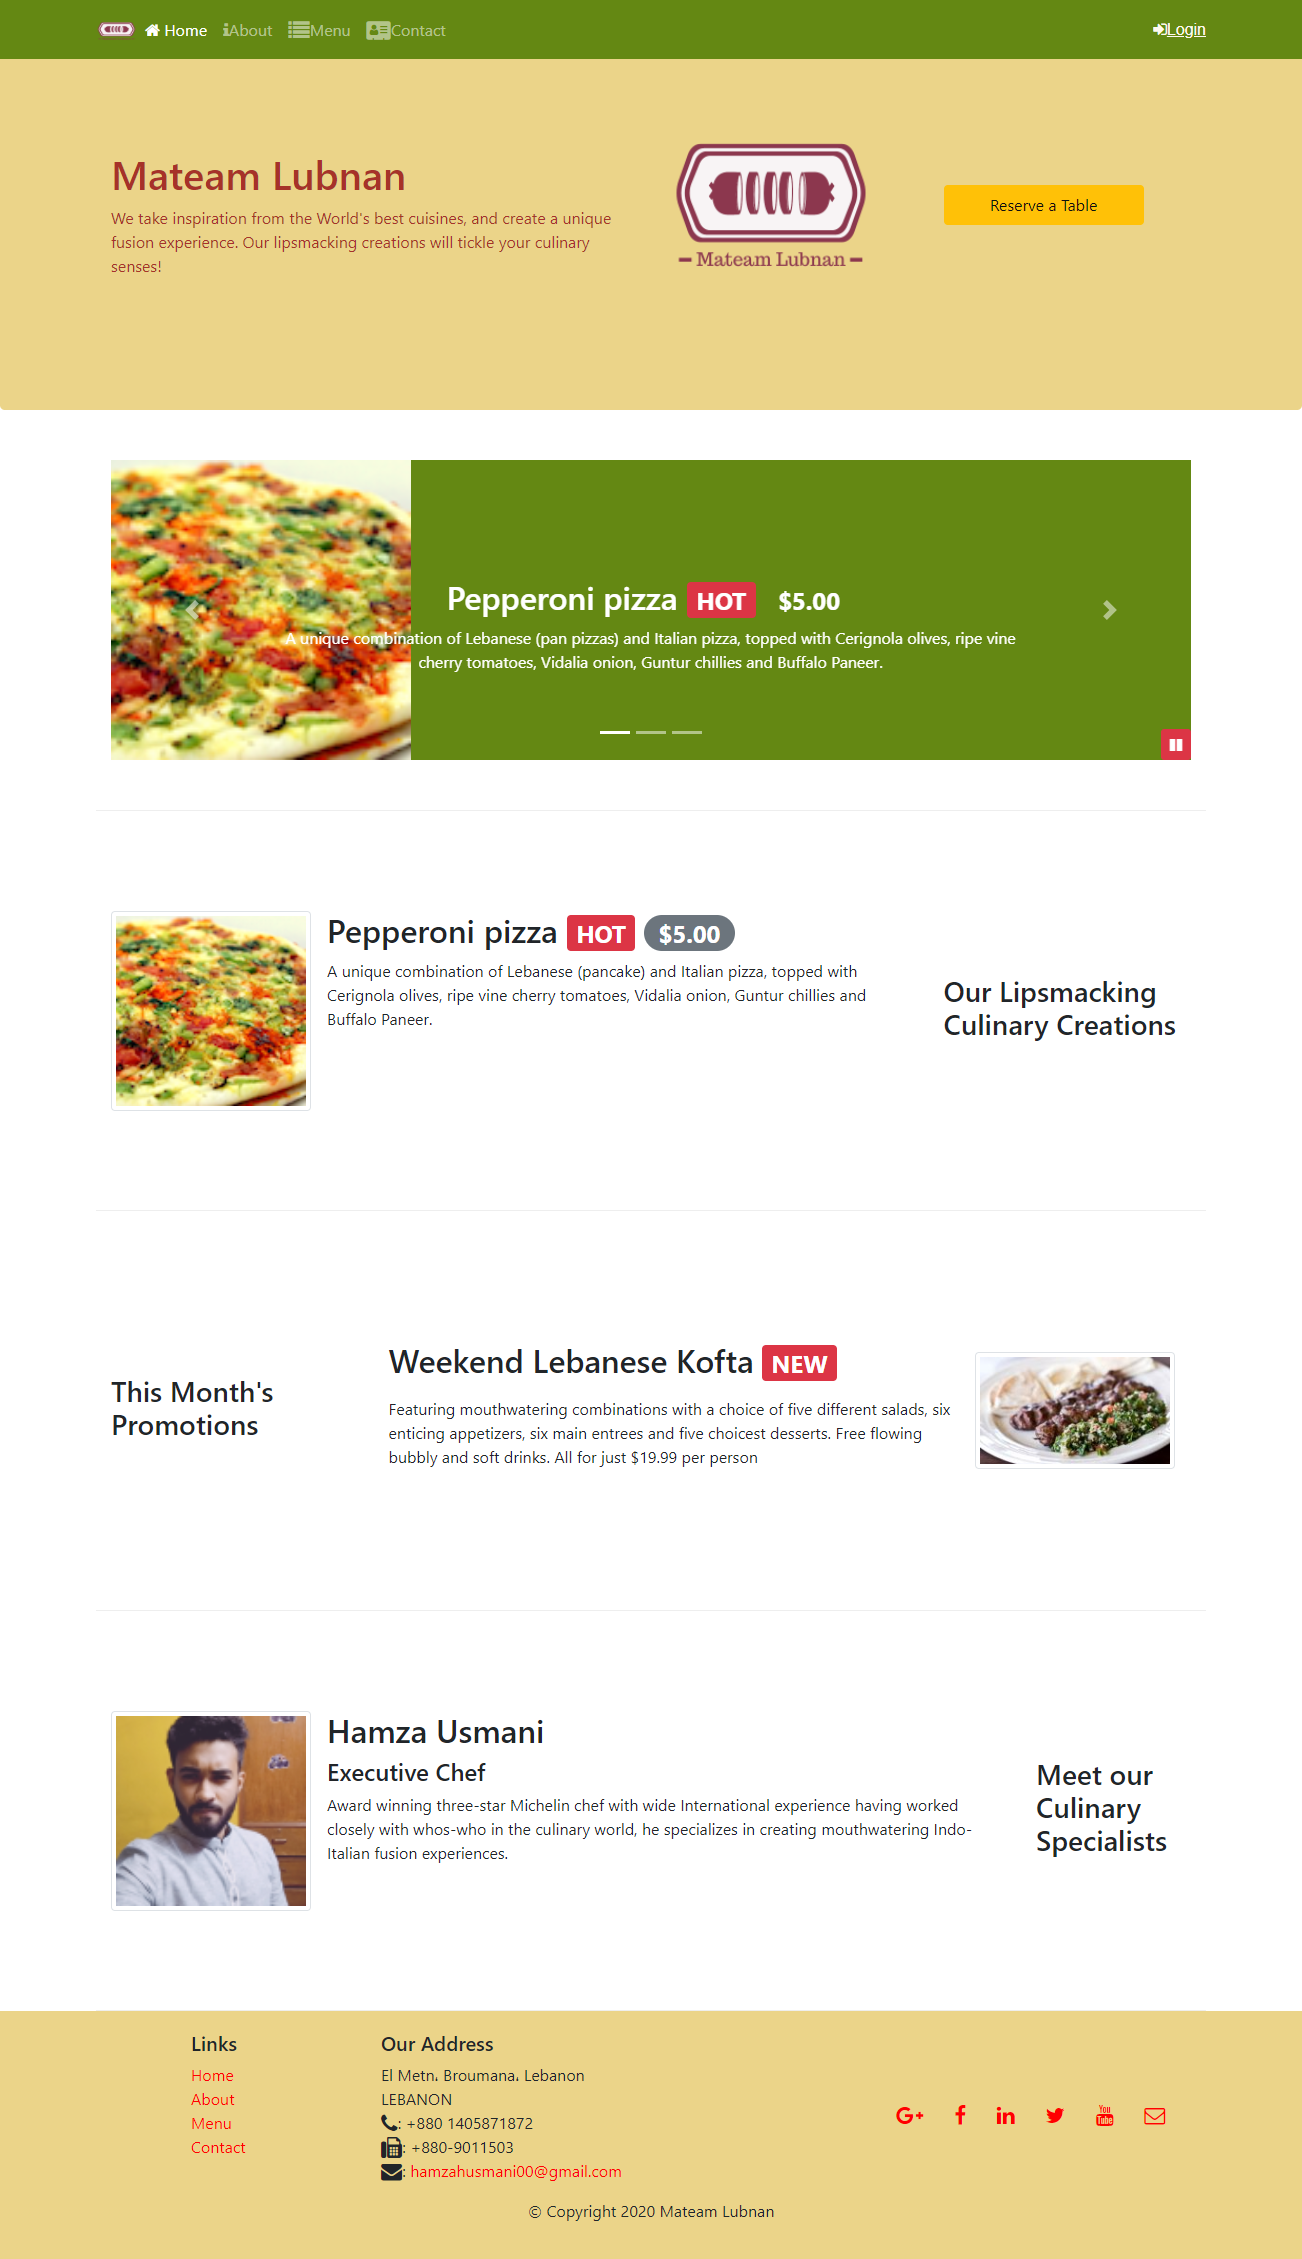 Home About Menu Contact Login
Mateam Lubnan
We take inspiration from the World's best cuisines, and create a unique
fusion experience. Our lipsmacking creations will tickle your culinary
senses!
Mateam Lubnan
Reserve a Table
Pepperoni pizza HOT $5.00
A unique combination of Lebanese (pan pizzas) and Italian pizza, topped with Cerignola olives, ripe vine
cherry tomatoes, Vidalia onion, Guntur chillies and Buffalo Paneer.
Pepperoni pizza HOT $5.00
A unique combination of Lebanese (pancake) and Italian pizza, topped with
Cerignola olives, ripe vine cherry tomatoes, Vidalia onion, Guntur chillies and
Buffalo Paneer.
Our Lipsmacking
Culinary Creations
This Month's
Promotions
Weekend Lebanese Kofta NEW
Featuring mouthwatering combinations with a choice of five different salads, six
enticing appetizers, six main entrees and five choicest desserts. Free flowing
bubbly and soft drinks. All for just $19.99 per person
Hamza Usmani
Executive Chef
Award winning three-star Michelin chef with wide International experience having worked
closely with whos-who in the culinary world, he specializes in creating mouthwatering Indo-
Italian fusion experiences.
Meet our
Culinary
Specialists
Links
Home
About
Menu
Contact
Our Address
El Metn، Broumana، Lebanon
LEBANON
: +880 1405871872
: +880-9011503
: hamzahusmani00@gmail.com
You
Tube
© Copyright 2020 Mateam Lubnan